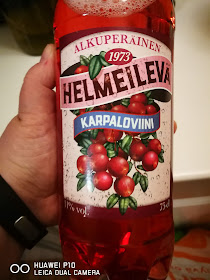 ALKUPERÄINEN
1973
HELMEILEVÄ
KARPALOVIINI
HUAWEI P10
LEICA DUAL CAMERA